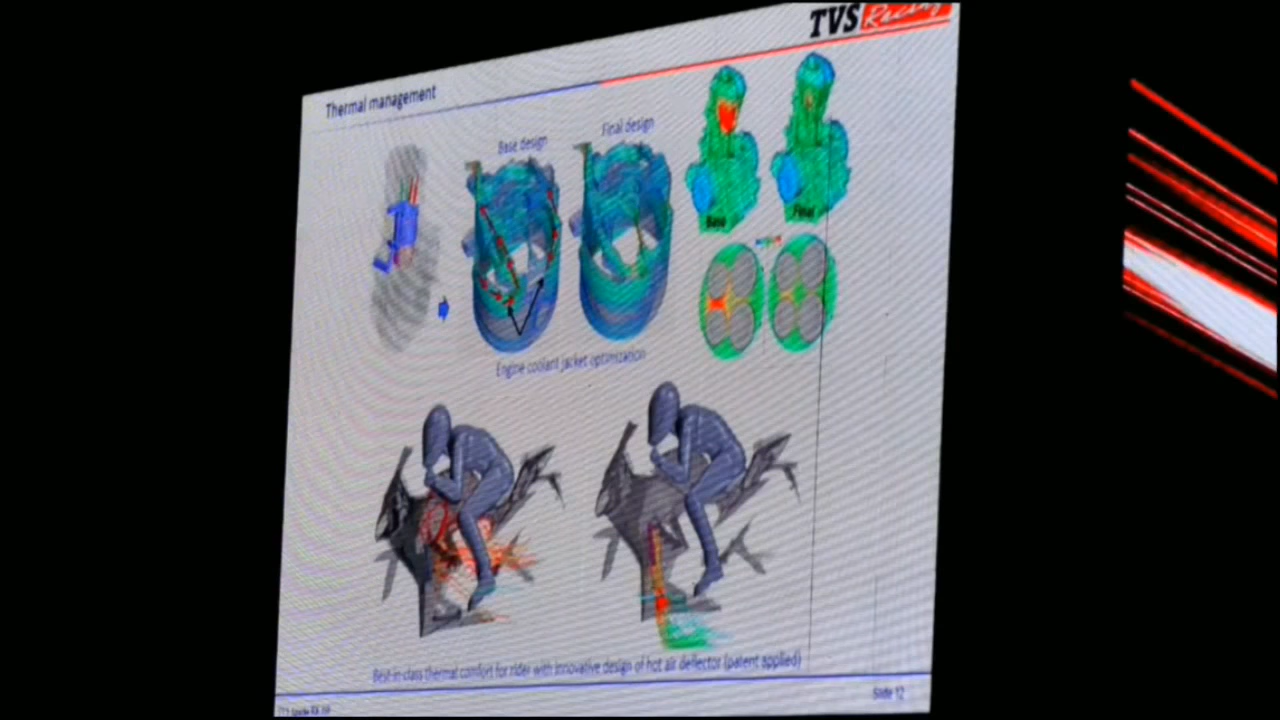 TVS Racing
Thermal management
Base design
Final design
Base
Final
Engine coolant jacket optimization
Best-in-class thermal comfort for rider with innovative design of hot air deflector (patent applied)
Slide 12